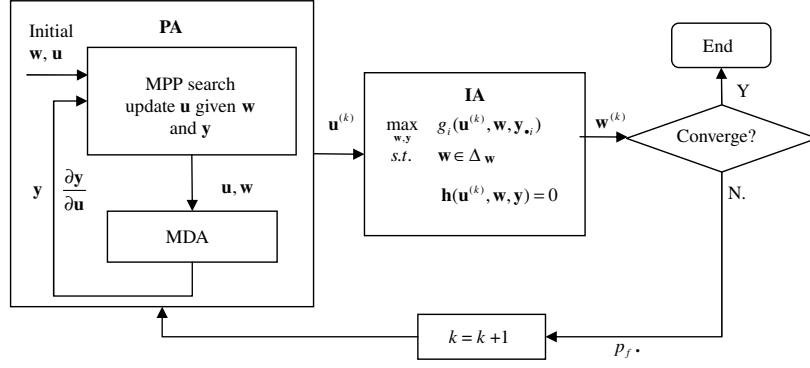 PA
Initial
w, u
MPP search
update u given w
and y
y
∂y
∂u
u, w
MDA
u^(k)
IA
max g_i(u^(k), w, y_•i)
w,y
s.t. w ∈ Δ_w
h(u^(k), w, y) = 0
w^(k)
End
Y
Converge?
N.
k = k +1
p_f •